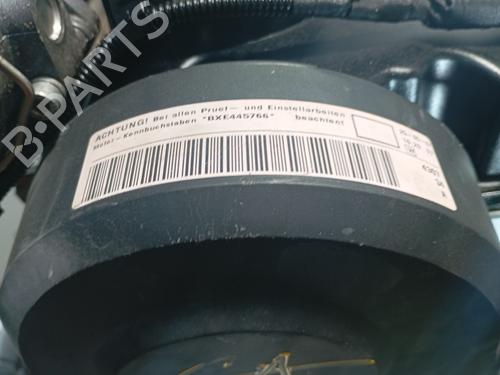 B-PARTS
ACHTUNG! Bei allen Pruef- und Einstellarbeiten
Motor-Kennbuchstaben "BXE445766" beachten!